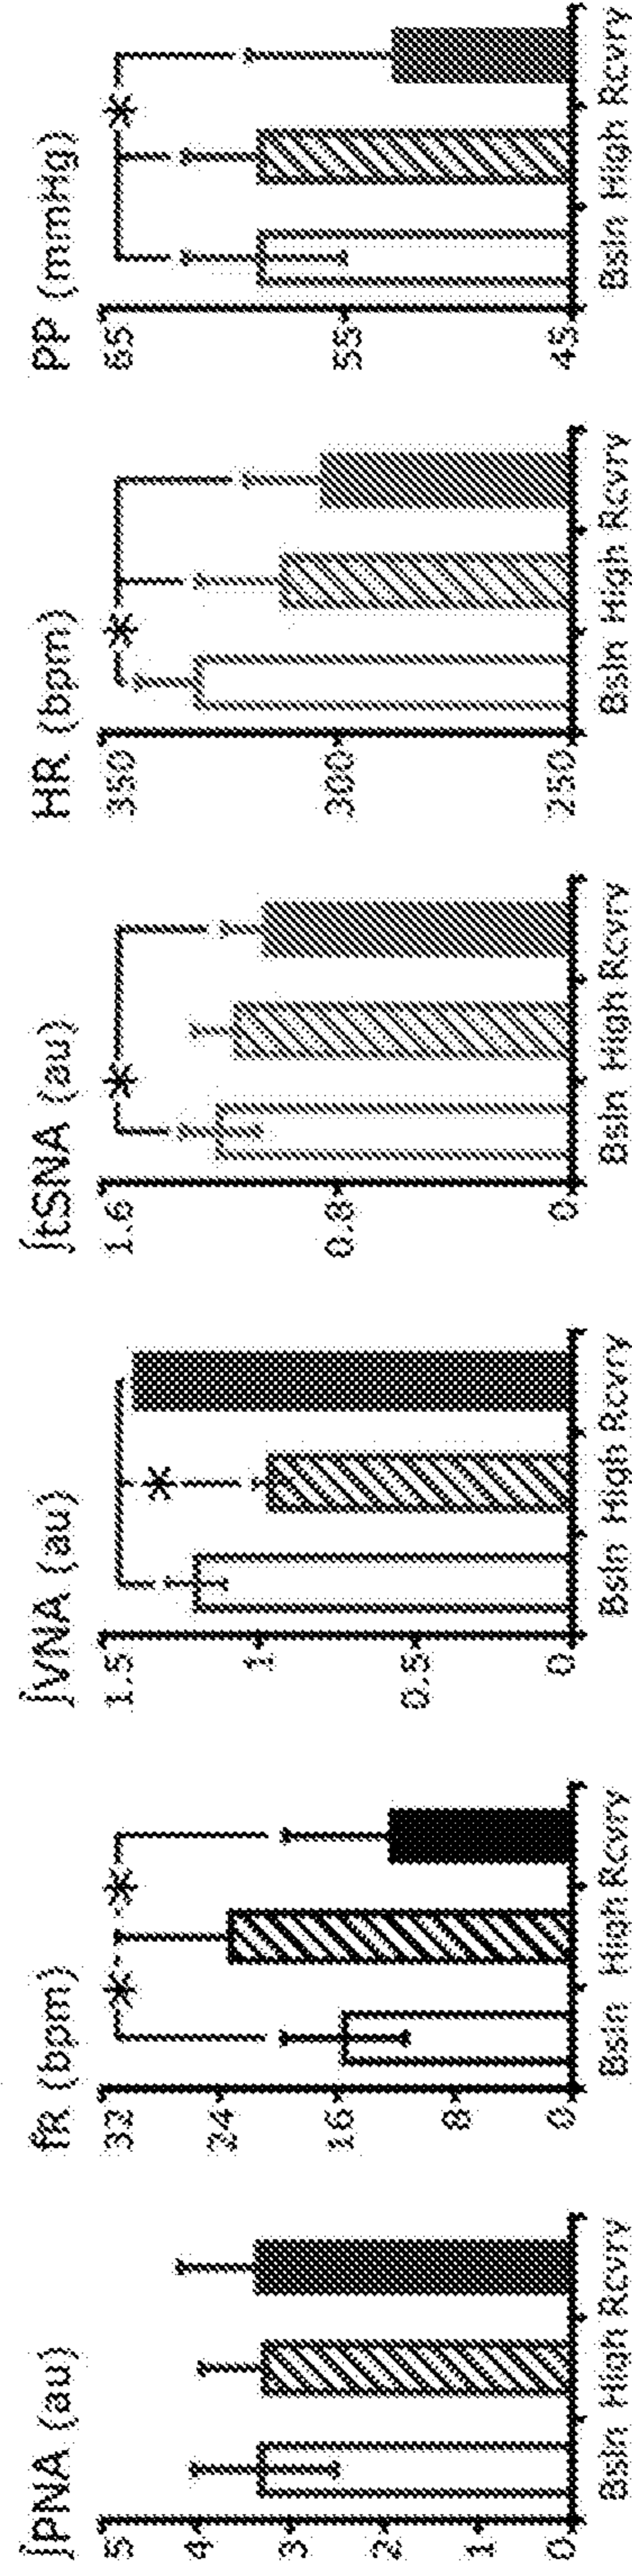 ∫PNA (au)
5
4
3
2
1
0
Bsln High Rcvry
fR (bpm)
32
24
16
8
0
Bsln High Rcvry
∫VNA (au)
1.5
1
0.5
0
Bsln High Rcvry
∫tSNA (au)
1.6
0.8
0
Bsln High Rcvry
HR (bpm)
350
300
250
Bsln High Rcvry
PP (mmHg)
65
55
45
Bsln High Rcvry